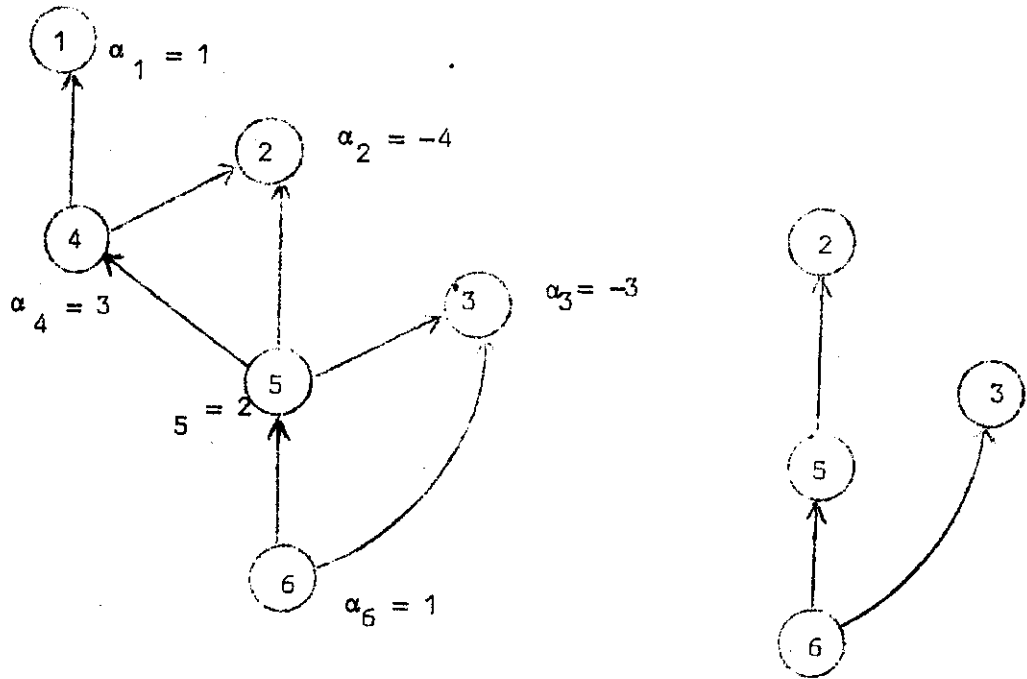 1
α₁ = 1
2
α₂ = -4
4
α₄ = 3
3
α₃ = -3
5
5 = 2
6
α₆ = 1
2
3
5
6